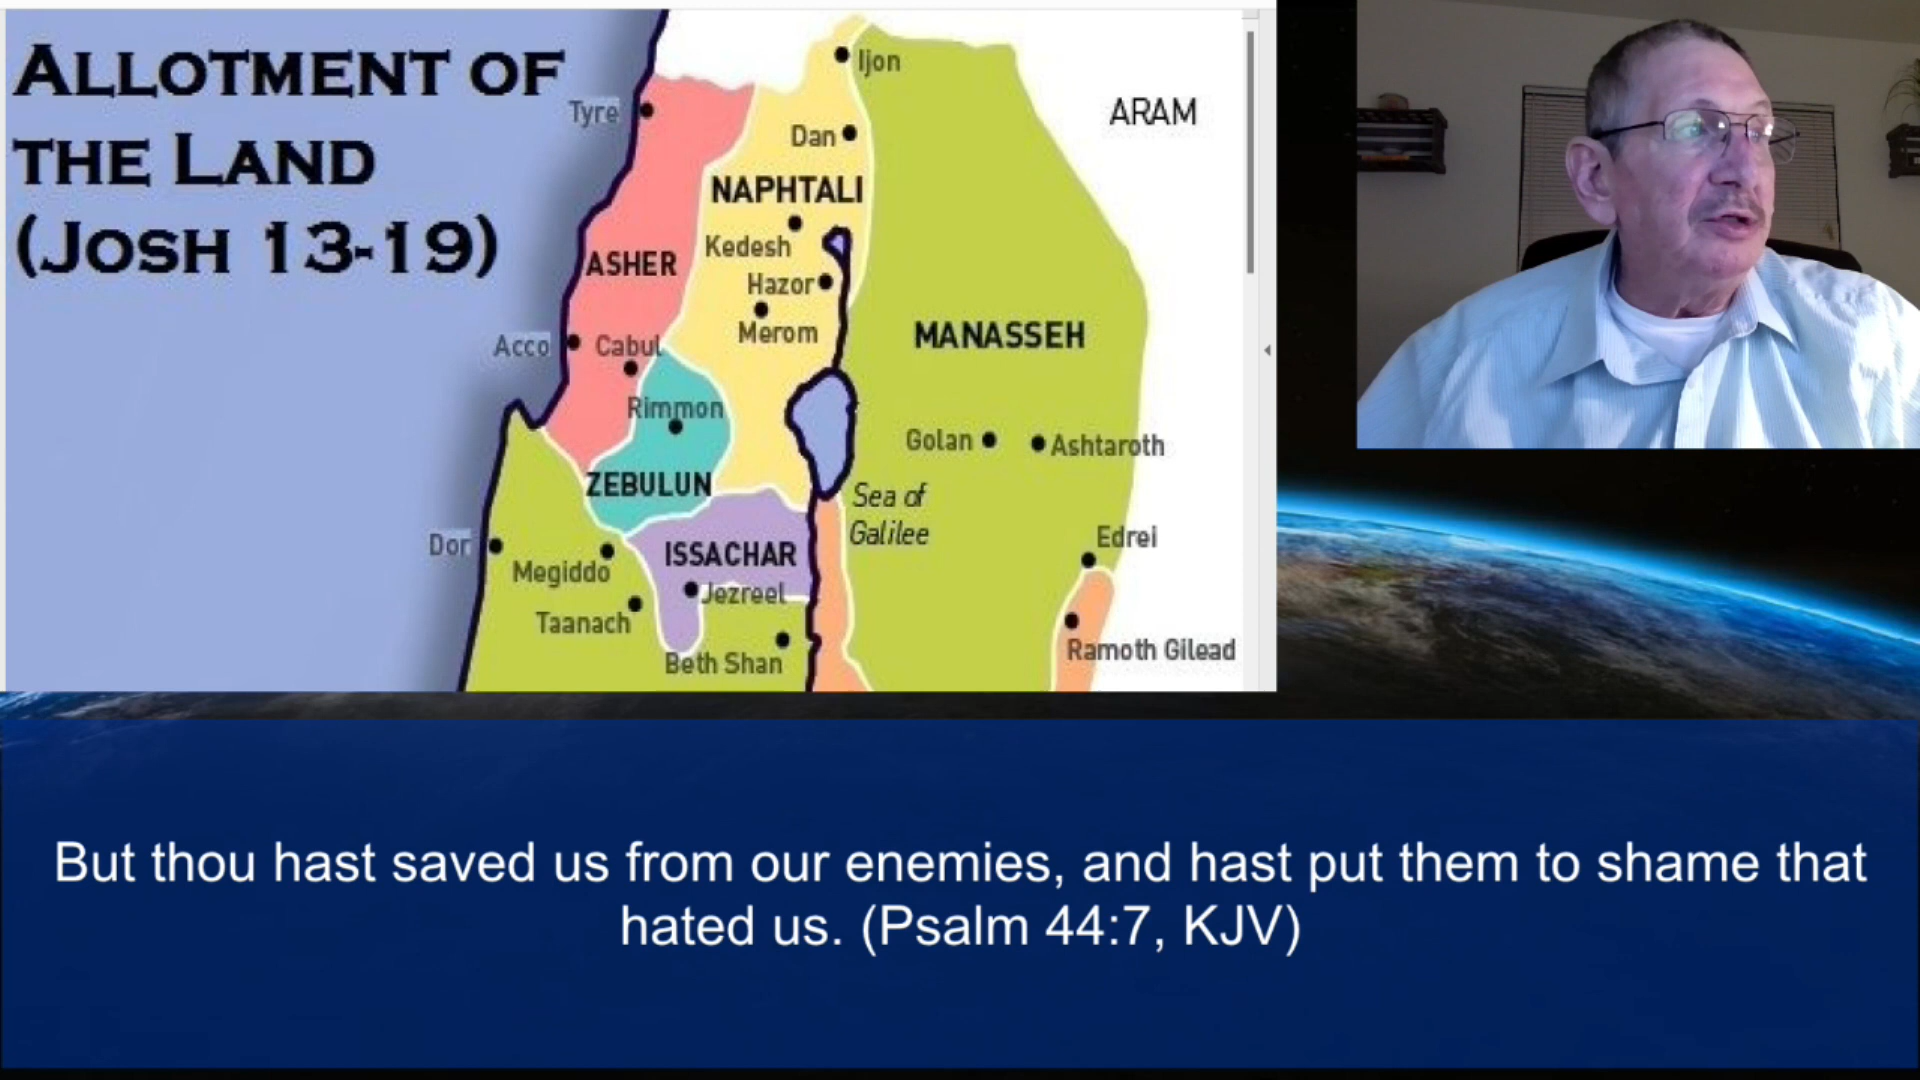 ALLOTMENT OF
THE LAND
(JOSH 13-19)
Ijon
Tyre
ARAM
Dan
NAPHTALI
Kedesh
ASHER
Hazor
Merom
MANASSEH
Acco
Cabul
Rimmon
Golan
Ashtaroth
ZEBULUN
Sea of
Galilee
Edrei
Dor
ISSACHAR
Megiddo
Jezreel
Taanach
Ramoth Gilead
Beth Shan
But thou hast saved us from our enemies, and hast put them to shame that
hated us. (Psalm 44:7, KJV)